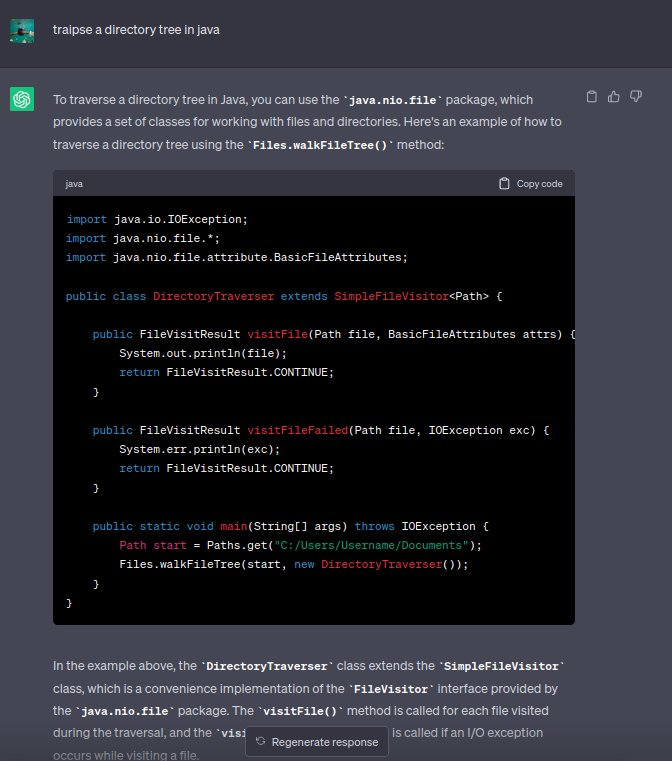 traipse a directory tree in java
To traverse a directory tree in Java, you can use the `java.nio.file` package, which
provides a set of classes for working with files and directories. Here's an example of how to
traverse a directory tree using the `Files.walkFileTree()` method:
java
Copy code
import java.io.IOException;
import java.nio.file.*;
import java.nio.file.attribute.BasicFileAttributes;
public class DirectoryTraverser extends SimpleFileVisitor<Path> {
public FileVisitResult visitFile(Path file, BasicFileAttributes attrs) {
System.out.println(file);
return FileVisitResult.CONTINUE;
}
public FileVisitResult visitFileFailed(Path file, IOException exc) {
System.err.println(exc);
return FileVisitResult.CONTINUE;
}
public static void main(String[] args) throws IOException {
Path start = Paths.get("C:/Users/Username/Documents");
Files.walkFileTree(start, new DirectoryTraverser());
}
}
In the example above, the `DirectoryTraverser` class extends the `SimpleFileVisitor`
class, which is a convenience implementation of the `FileVisitor` interface provided by
the `java.nio.file` package. The `visitFile()` method is called for each file visited
during the traversal, and the `visi is called if an I/O exception
Regenerate response
occurs while visiting a file.